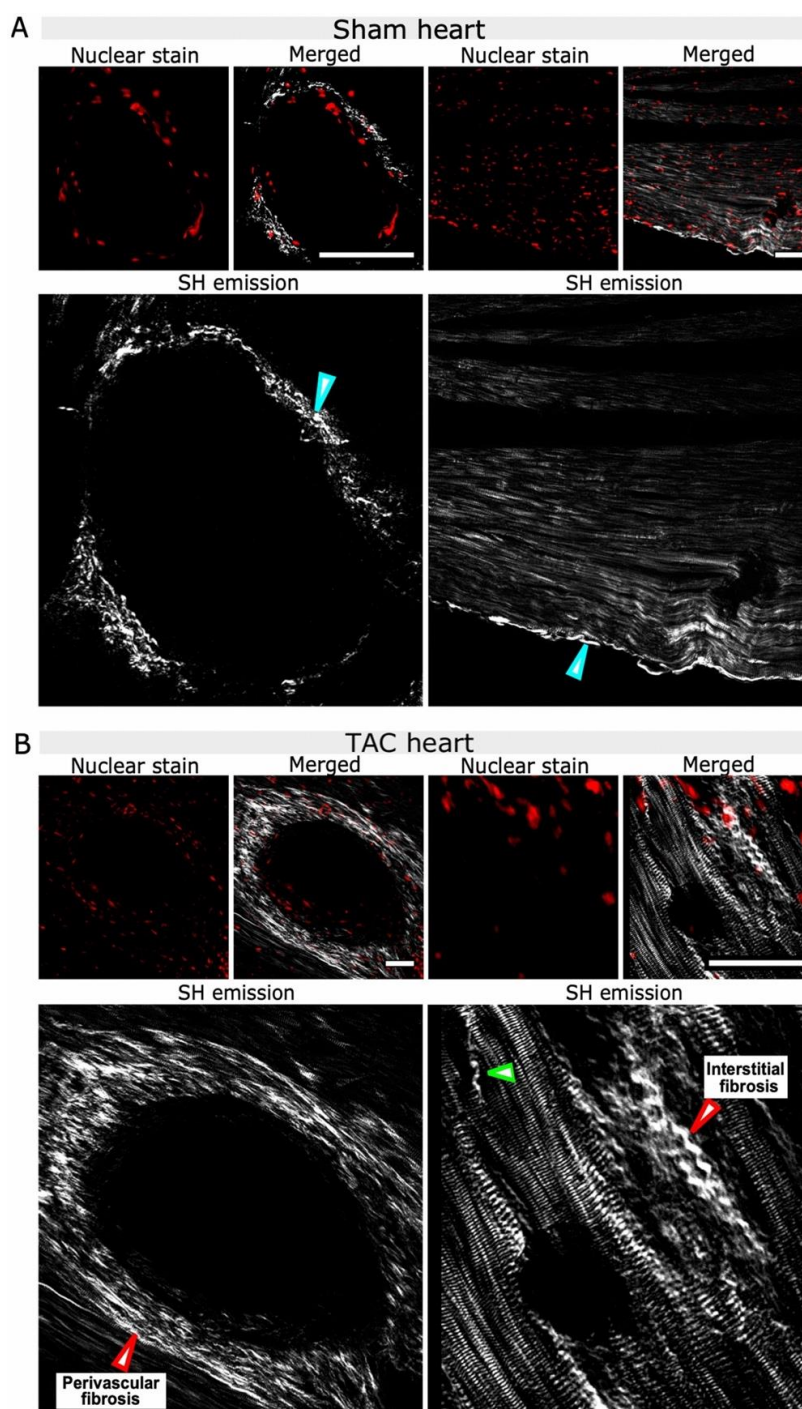 A
Sham heart
Nuclear stain
Merged
Nuclear stain
Merged
SH emission
SH emission
B
TAC heart
Nuclear stain
Merged
Nuclear stain
Merged
SH emission
SH emission
Interstitial
fibrosis
Perivascular
fibrosis